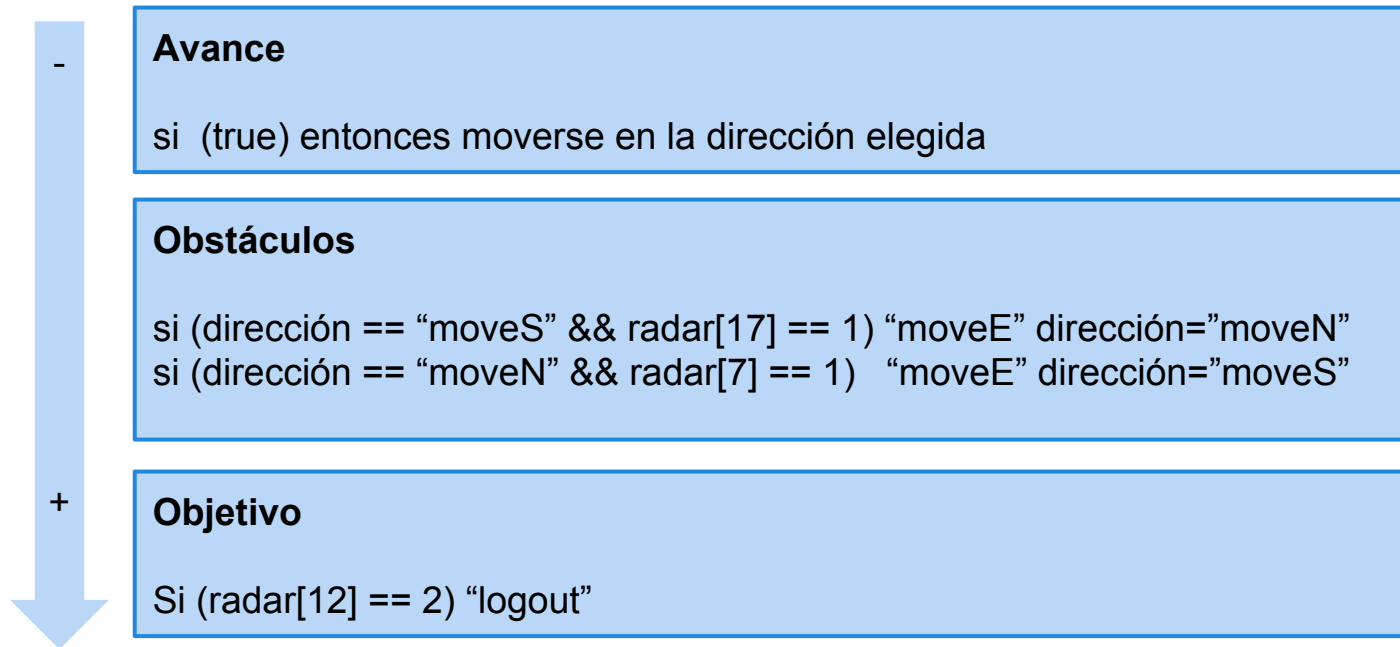 -
Avance
si (true) entonces moverse en la dirección elegida
Obstáculos
si (dirección == “moveS” && radar[17] == 1) “moveE” dirección=”moveN”
si (dirección == “moveN” && radar[7] == 1) “moveE” dirección=”moveS”
+
Objetivo
Si (radar[12] == 2) “logout”